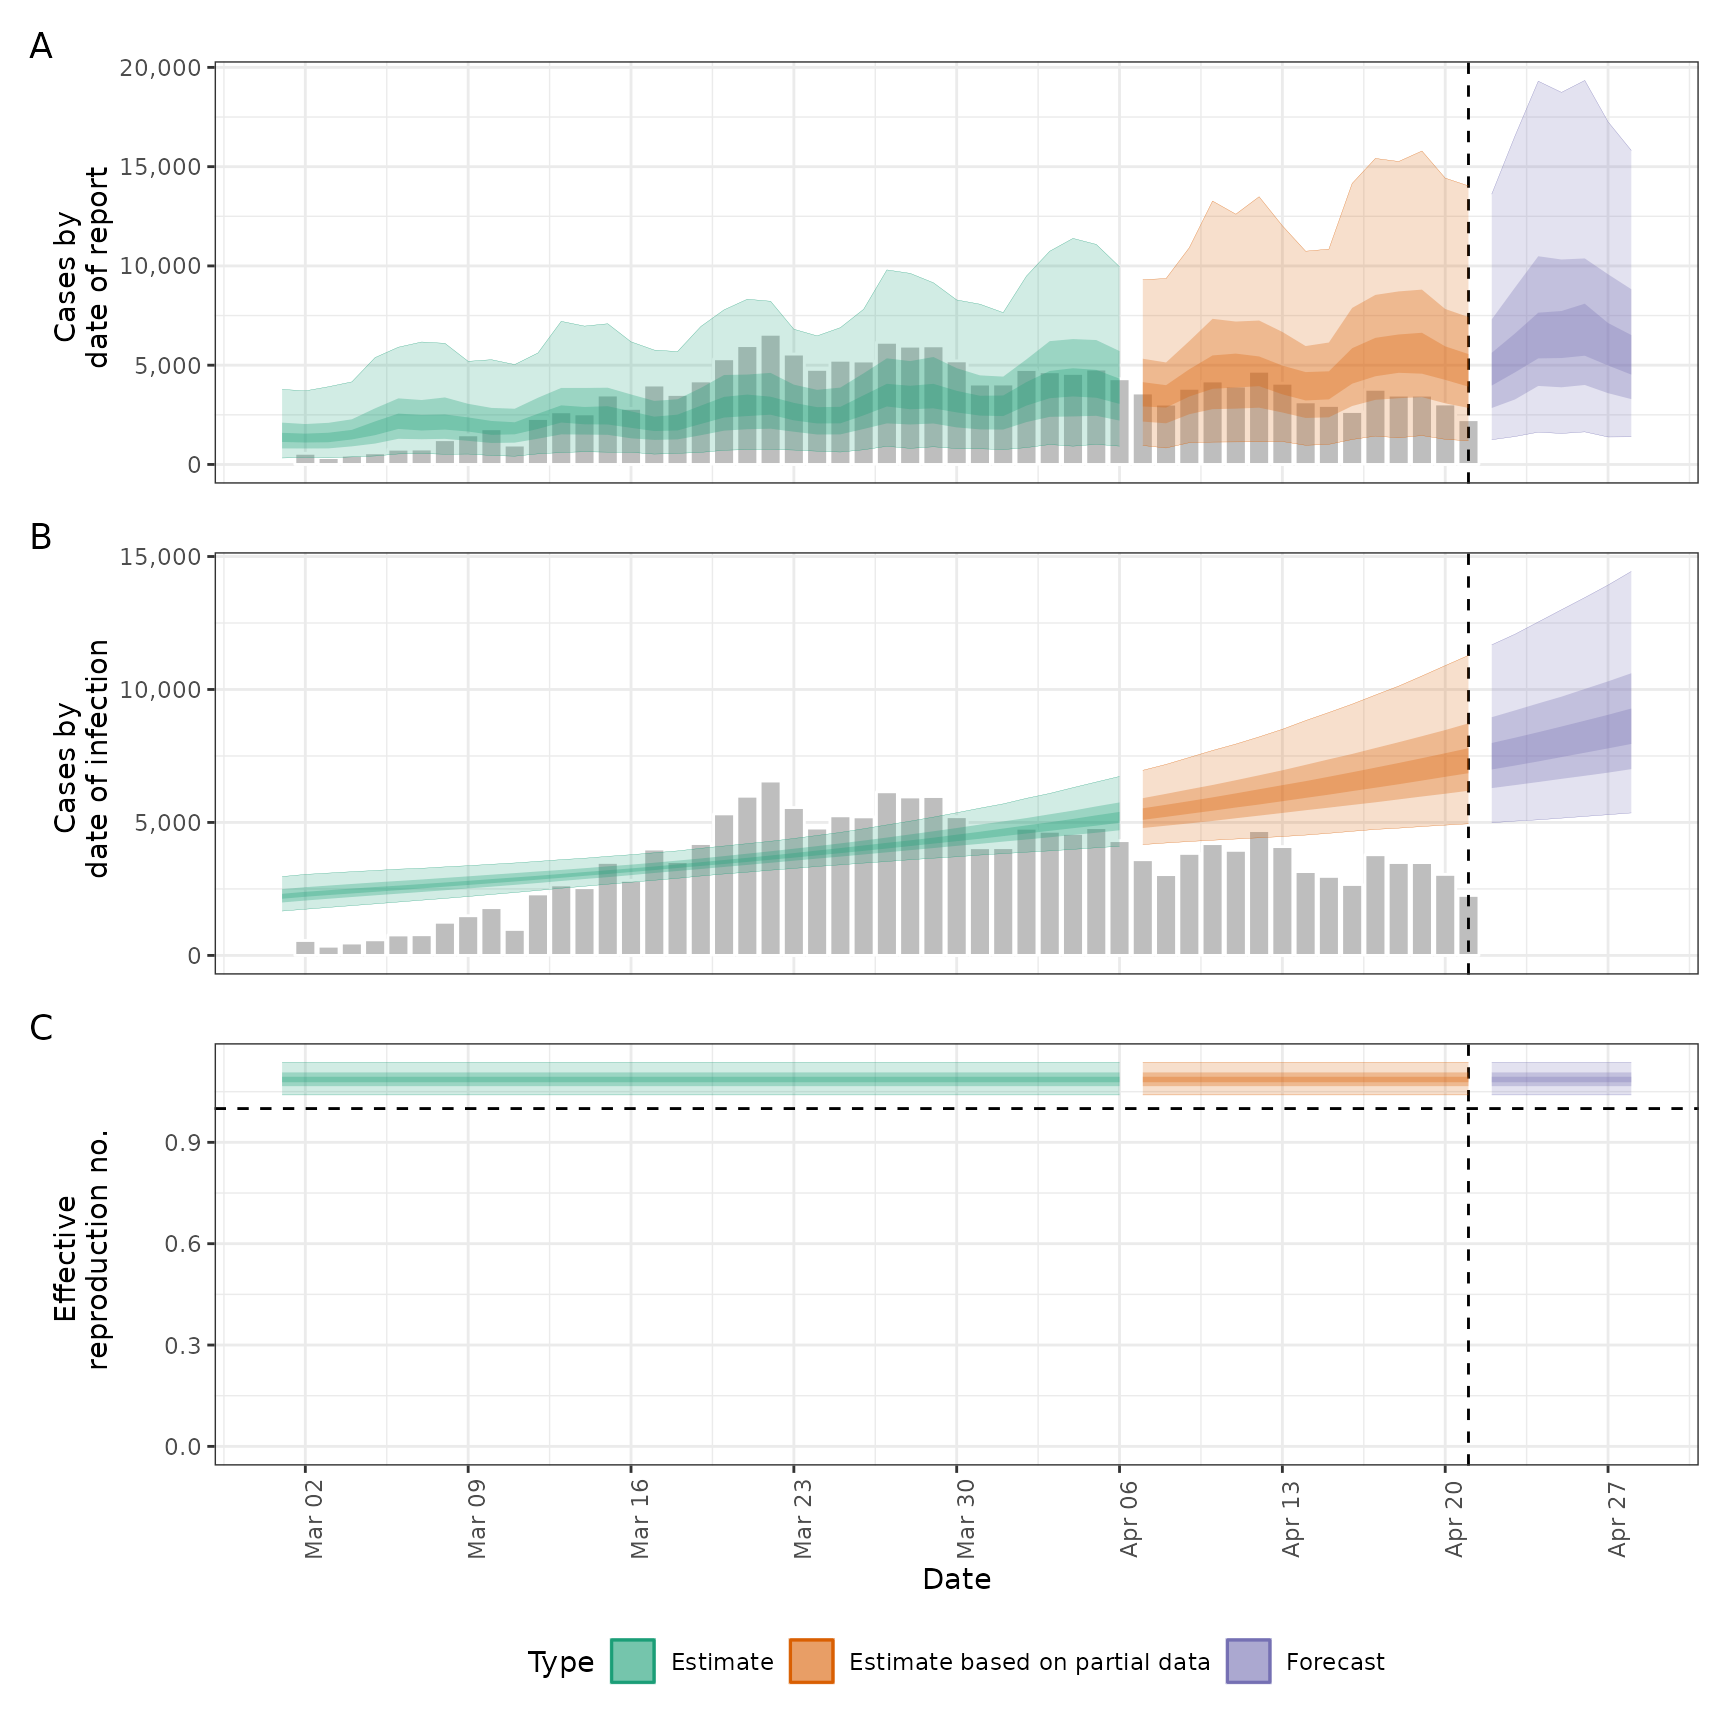 A
20,000
15,000
10,000
5,000
0
Cases by
date of report
B
15,000
10,000
5,000
0
Cases by
date of infection
C
0.9
0.6
0.3
0.0
Effective
reproduction no.
Mar 02
Mar 09
Mar 16
Mar 23
Mar 30
Apr 06
Apr 13
Apr 20
Apr 27
Date
Type Estimate Estimate based on partial data Forecast